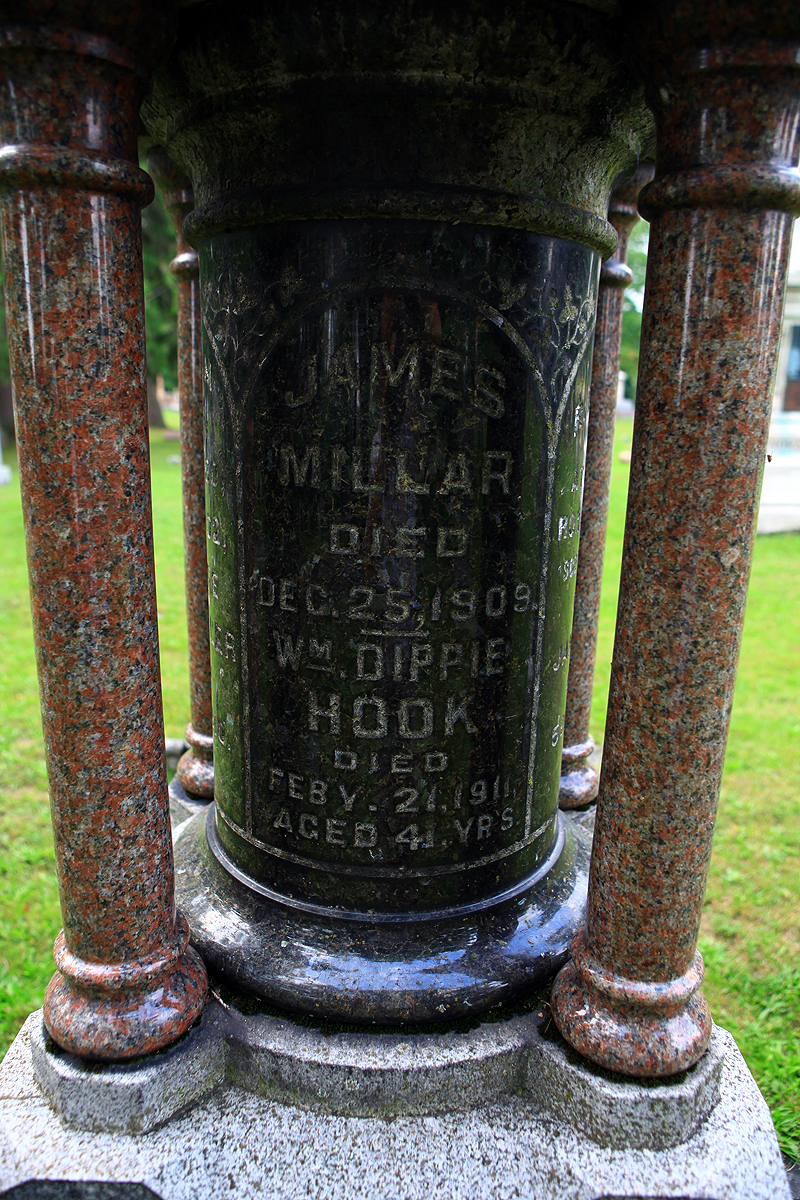 JAMES
MILLAR
DIED
DEC. 25, 1909.
WM. DIPPIE
HOOK
DIED
FEBY. 21. 1911.
AGED 41 YRS.